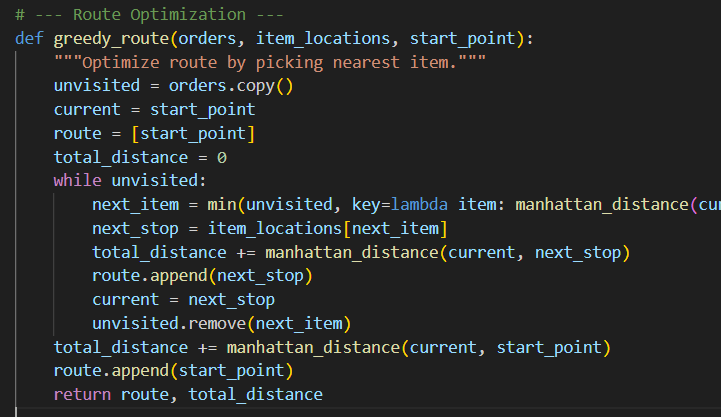 # --- Route Optimization ---
def greedy_route(orders, item_locations, start_point):
    """Optimize route by picking nearest item."""
    unvisited = orders.copy()
    current = start_point
    route = [start_point]
    total_distance = 0
    while unvisited:
        next_item = min(unvisited, key=lambda item: manhattan_distance(
        next_stop = item_locations[next_item]
        total_distance += manhattan_distance(current, next_stop)
        route.append(next_stop)
        current = next_stop
        unvisited.remove(next_item)
    total_distance += manhattan_distance(current, start_point)
    route.append(start_point)
    return route, total_distance